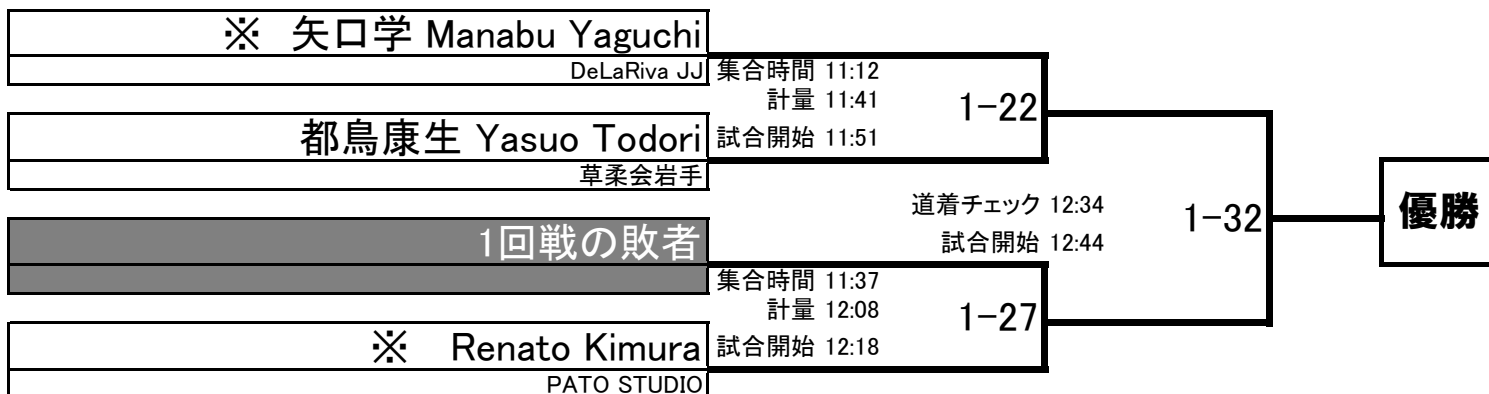 ※ 矢口学 Manabu Yaguchi
DeLaRiva JJ
集合時間 11:12
計量 11:41
1-22
都鳥康生 Yasuo Todori
試合開始 11:51
草柔会岩手
道着チェック 12:34
1-32
優勝
1回戦の敗者
試合開始 12:44
集合時間 11:37
計量 12:08
1-27
※ Renato Kimura
試合開始 12:18
PATO STUDIO